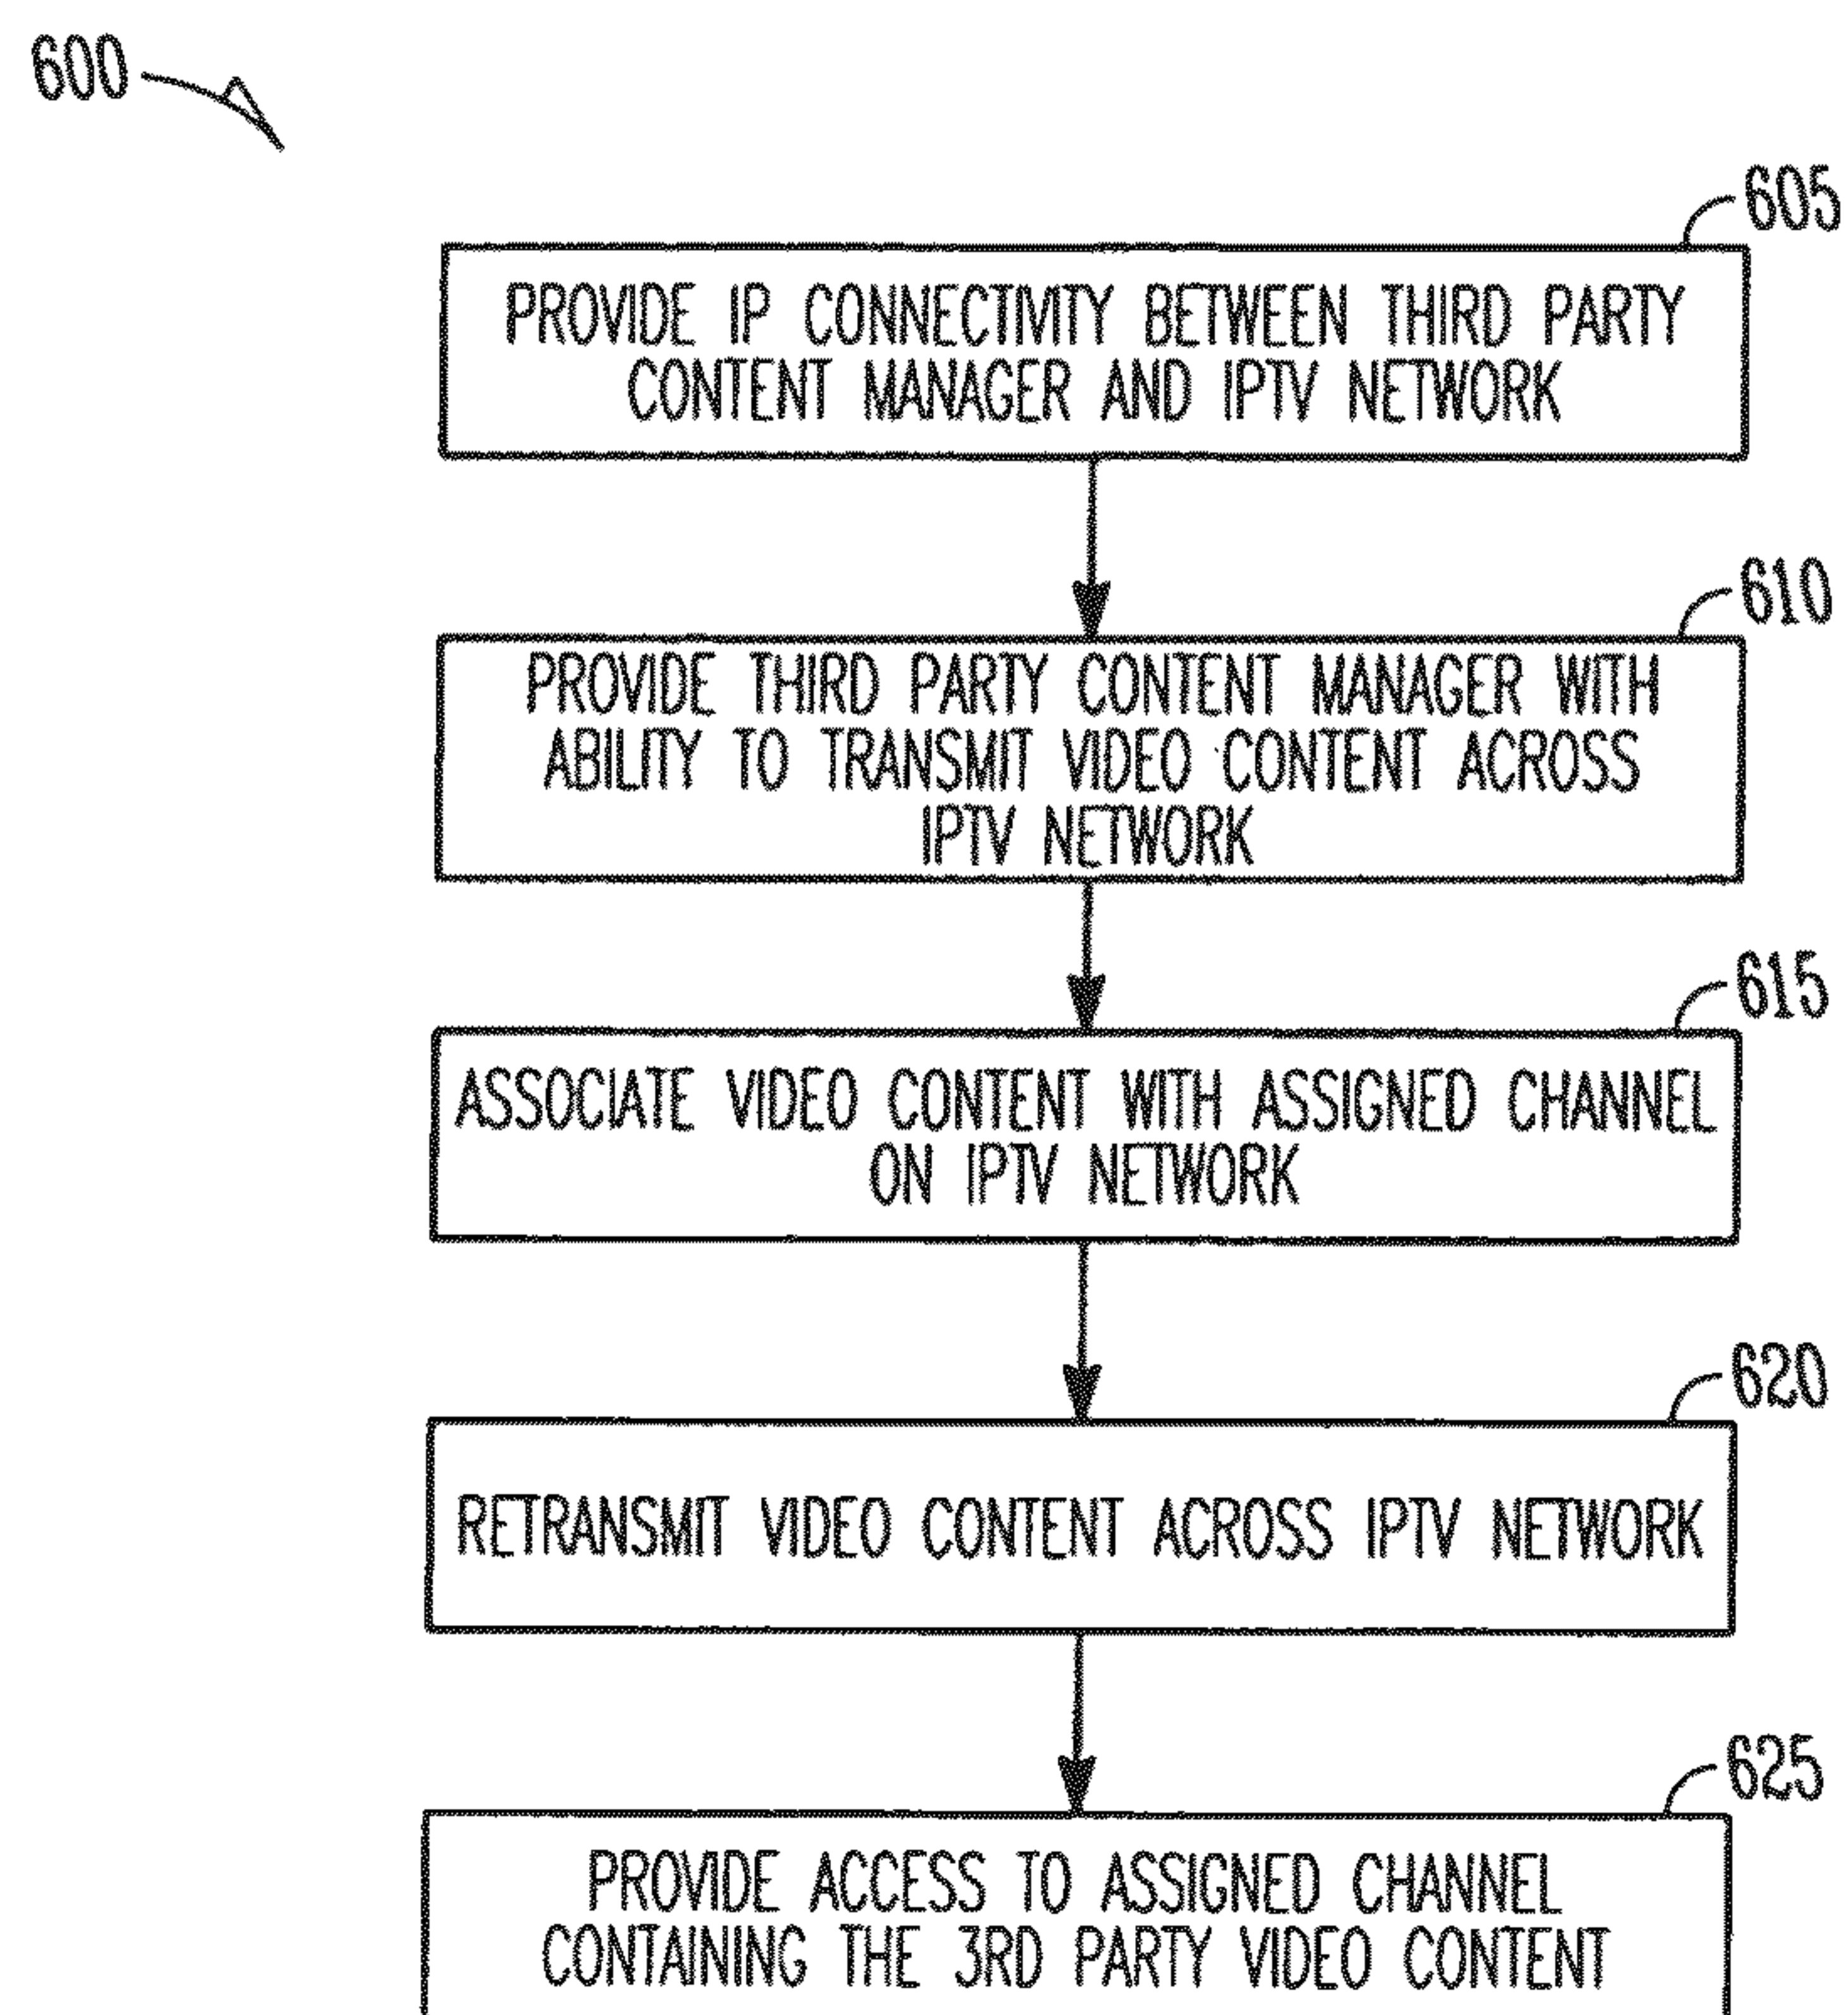 600
605
PROVIDE IP CONNECTIVITY BETWEEN THIRD PARTY
CONTENT MANAGER AND IPTV NETWORK
610
PROVIDE THIRD PARTY CONTENT MANAGER WITH
ABILITY TO TRANSMIT VIDEO CONTENT ACROSS
IPTV NETWORK
615
ASSOCIATE VIDEO CONTENT WITH ASSIGNED CHANNEL
ON IPTV NETWORK
620
RETRANSMIT VIDEO CONTENT ACROSS IPTV NETWORK
625
PROVIDE ACCESS TO ASSIGNED CHANNEL
CONTAINING THE 3RD PARTY VIDEO CONTENT